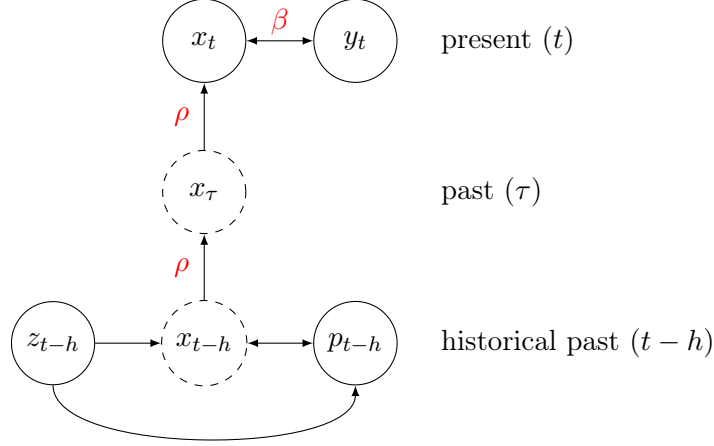 x_t β y_t present (t)
ρ
x_τ past (τ)
ρ
z_{t−h} x_{t−h} p_{t−h} historical past (t − h)